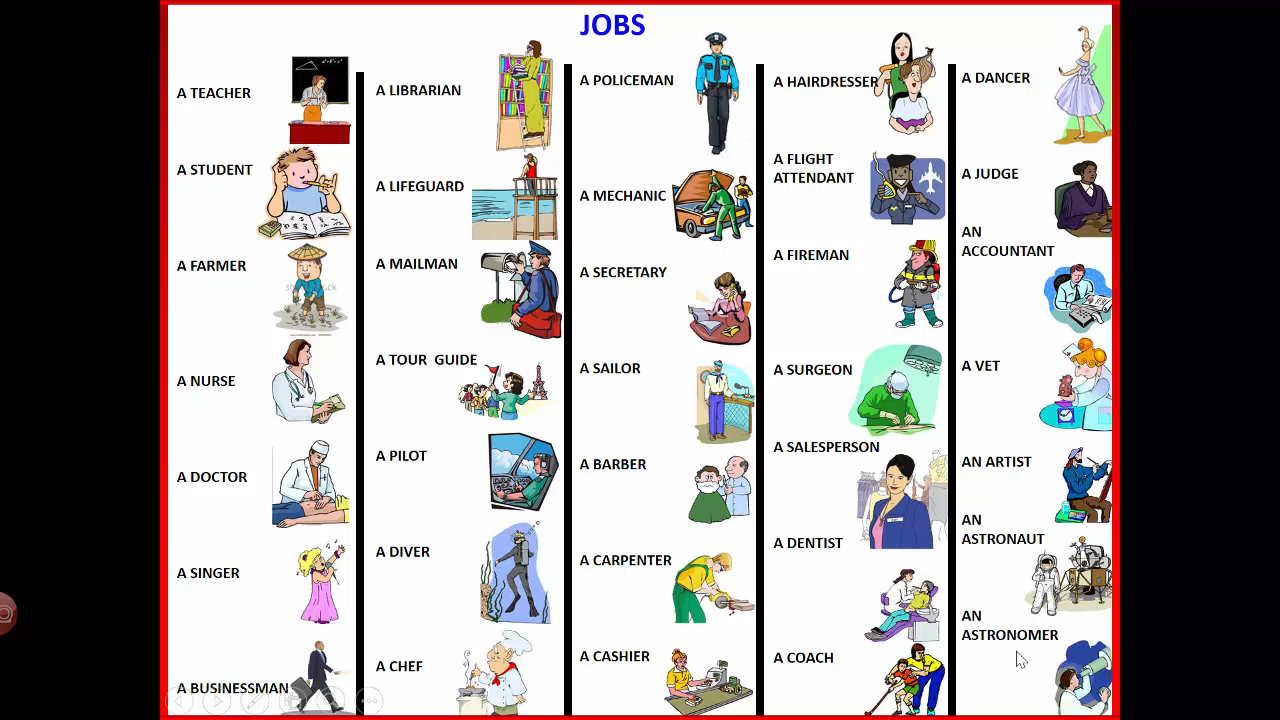 JOBS
A TEACHER
A STUDENT
A FARMER
A NURSE
A DOCTOR
A SINGER
A BUSINESSMAN
A LIBRARIAN
A LIFEGUARD
A MAILMAN
A TOUR GUIDE
A PILOT
A DIVER
A CHEF
A POLICEMAN
A MECHANIC
A SECRETARY
A SAILOR
A BARBER
A CARPENTER
A CASHIER
A HAIRDRESSER
A FLIGHT
ATTENDANT
A FIREMAN
A SURGEON
A SALESPERSON
A DENTIST
A COACH
A DANCER
A JUDGE
AN
ACCOUNTANT
A VET
AN ARTIST
AN
ASTRONAUT
AN
ASTRONOMER